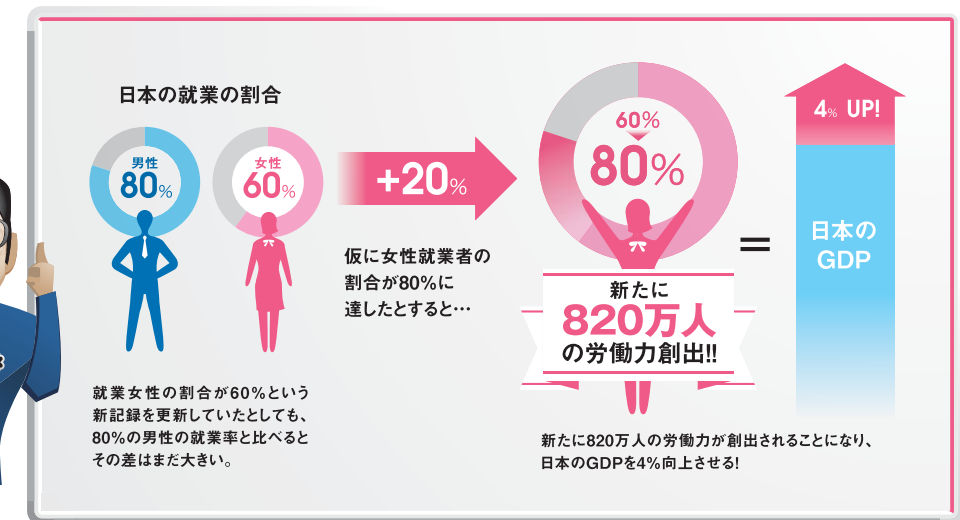 日本の就業の割合
男性
80%
女性
60%
+20%
仮に女性就業者の
割合が80%に
達したとすると…
就業女性の割合が60%という
新記録を更新していたとしても、
80%の男性の就業率と比べると
その差はまだ大きい。
60%
80%
新たに
820万人
の労働力創出!!
=
4% UP!
日本の
GDP
新たに820万人の労働力が創出されることになり、
日本のGDPを4%向上させる!